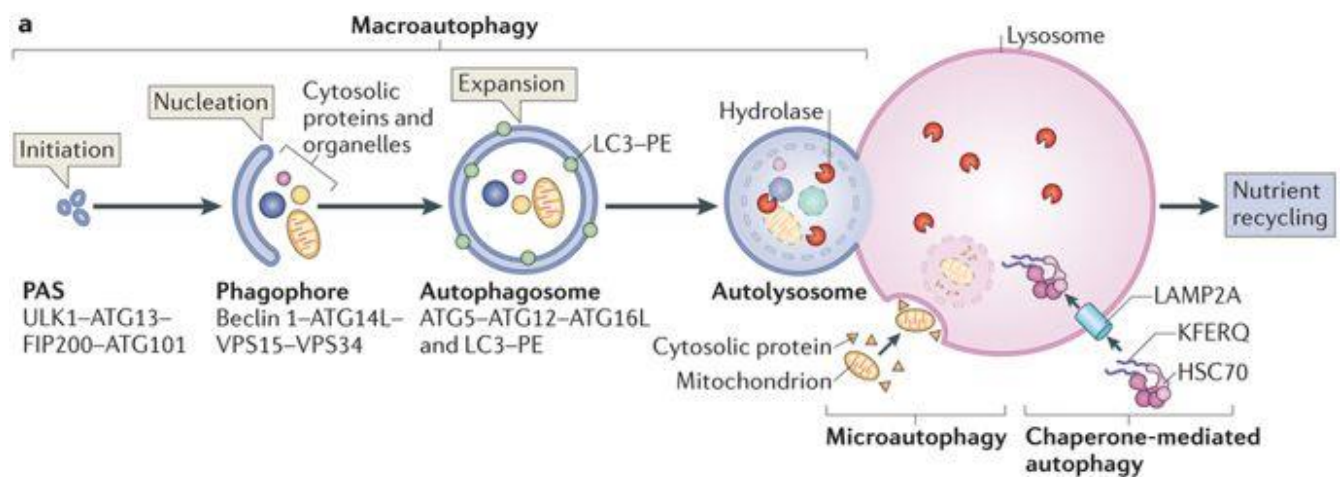 a
Macroautophagy
Initiation
Nucleation
Cytosolic
proteins and
organelles
Expansion
LC3–PE
Hydrolase
Lysosome
Nutrient
recycling
PAS
ULK1–ATG13–
FIP200–ATG101
Phagophore
Beclin 1–ATG14L–
VPS15–VPS34
Autophagosome
ATG5–ATG12–ATG16L
and LC3–PE
Autolysosome
Cytosolic protein
Mitochondrion
LAMP2A
KFERQ
HSC70
Microautophagy
Chaperone-mediated
autophagy